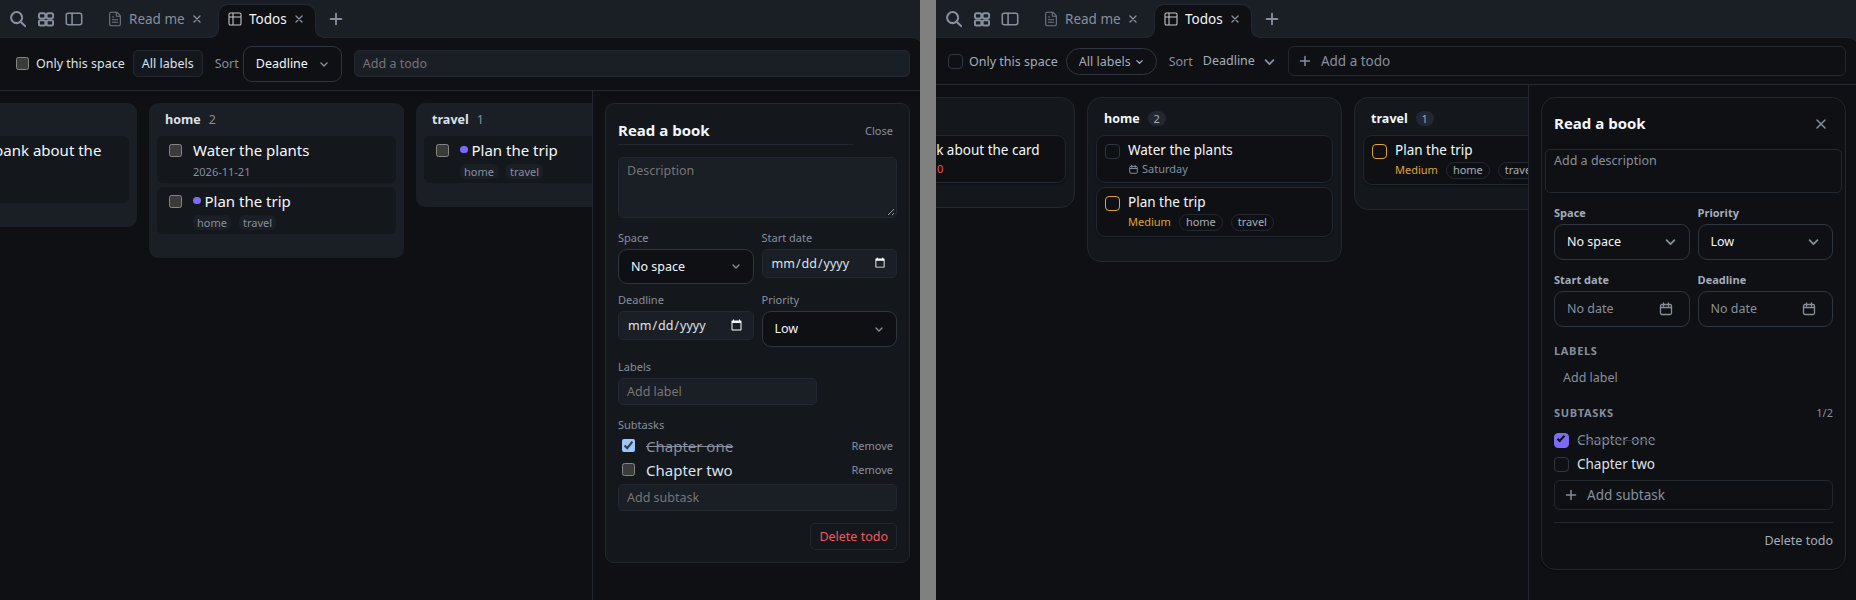 Read me
Todos
Only this space
All labels
Sort
Deadline
Add a todo
bank about the
home 2
Water the plants
2026-11-21
Plan the trip
home travel
travel 1
Plan the trip
home travel
Read a book
Close
Description
Space
Start date
No space
mm/dd/yyyy
Deadline
Priority
mm/dd/yyyy
Low
Labels
Add label
Subtasks
Chapter one
Remove
Chapter two
Remove
Add subtask
Delete todo
Read me
Todos
Only this space
All labels
Sort
Deadline
Add a todo
k about the card
0
home 2
Water the plants
Saturday
Plan the trip
Medium home travel
travel 1
Plan the trip
Medium home trave
Read a book
Add a description
Space
Priority
No space
Low
Start date
Deadline
No date
No date
LABELS
Add label
SUBTASKS
1/2
Chapter one
Chapter two
Add subtask
Delete todo